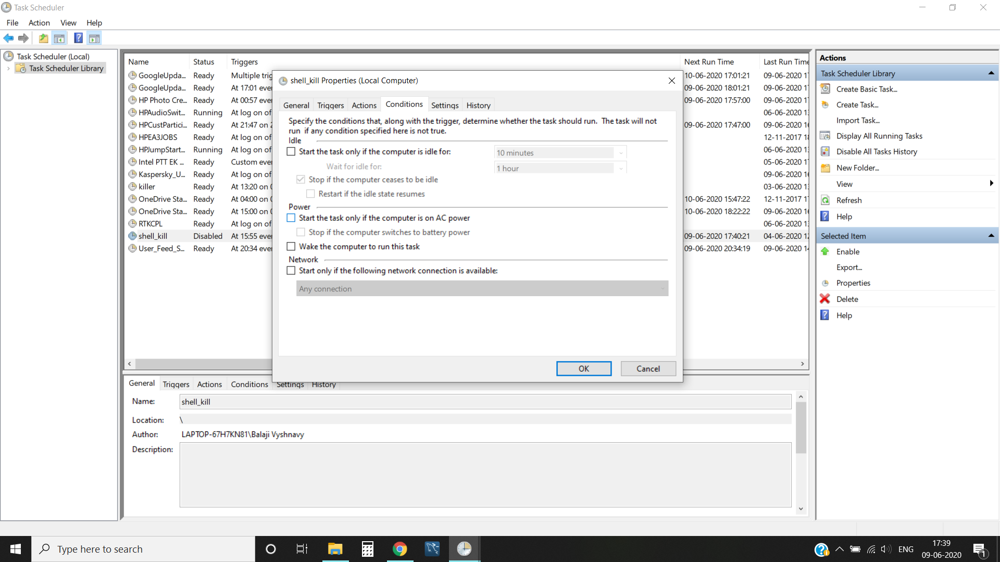 Task Scheduler
File Action View Help
Task Scheduler (Local)
Task Scheduler Library
Name Status Triggers Next Run Time Last Run Time
GoogleUpda... Ready Multiple trig 10-06-2020 17:01:21 09-06-2020 1
GoogleUpda... Ready At 17:01 ever 09-06-2020 18:01:21 09-06-2020 1
HP Photo Cre... Ready At 00:57 ever 09-06-2020 17:57:00 09-06-2020 1
HPAudioSwit... Running At log on of 06-06-2020 1
HPCustPartici... Ready At 21:47 on 2 09-06-2020 17:47:00 09-06-2020 1
HPEA3JOBS Ready At log on of 12-11-2017 1
HPJumpStart... Running At log on of 06-06-2020 1
Intel PTT EK ... Ready Custom ever 05-06-2020 1
Kaspersky_U... Ready At log on of 09-06-2020 1
killer Ready At 13:20 on 03-06-2020 1
OneDrive Sta... Ready At 04:00 on 10-06-2020 15:47:22 12-11-2017 1
OneDrive Sta... Ready At 15:00 on 10-06-2020 18:22:22 09-06-2020 1
RTKCPL Ready At log on of 06-06-2020 1
shell_kill Disabled At 15:55 ever 09-06-2020 17:40:21 04-06-2020 1
User_Feed_S... Ready At 20:34 ever 09-06-2020 20:34:19 09-06-2020 1
shell_kill Properties (Local Computer)
General Triggers Actions Conditions Settings History
Specify the conditions that, along with the trigger, determine whether the task should run. The task will not
run if any condition specified here is not true.
Idle
Start the task only if the computer is idle for: 10 minutes
Wait for idle for: 1 hour
Stop if the computer ceases to be idle
Restart if the idle state resumes
Power
Start the task only if the computer is on AC power
Stop if the computer switches to battery power
Wake the computer to run this task
Network
Start only if the following network connection is available:
Any connection
OK Cancel
General Triggers Actions Conditions Settings History
Name: shell_kill
Location: \
Author: LAPTOP-67H7KN81\Balaji Vyshnavy
Description:
Actions
Task Scheduler Library
Create Basic Task...
Create Task...
Import Task...
Display All Running Tasks
Disable All Tasks History
New Folder...
View
Refresh
Help
Selected Item
Enable
Export...
Properties
Delete
Help
Type here to search
ENG
17:39
09-06-2020
1